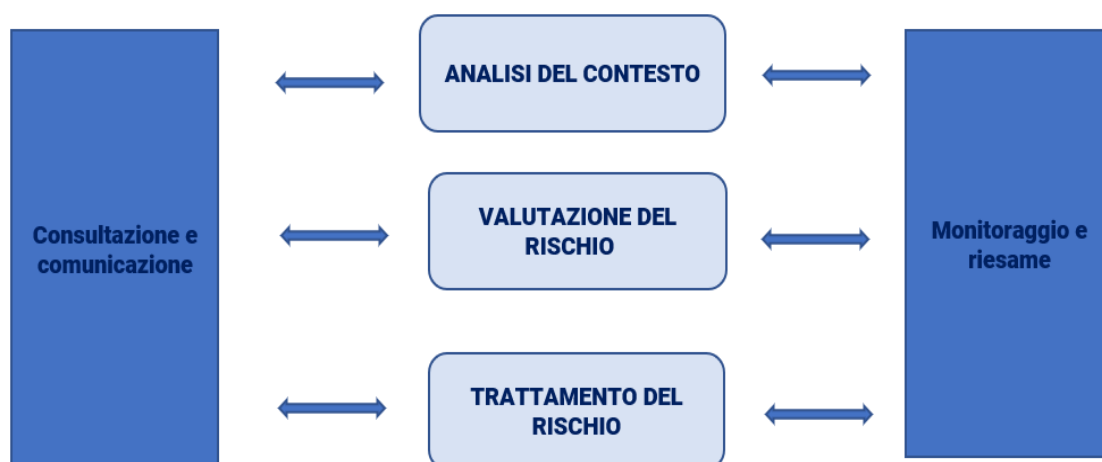 Consultazione e
comunicazione
ANALISI DEL CONTESTO
VALUTAZIONE DEL
RISCHIO
TRATTAMENTO DEL
RISCHIO
Monitoraggio e
riesame